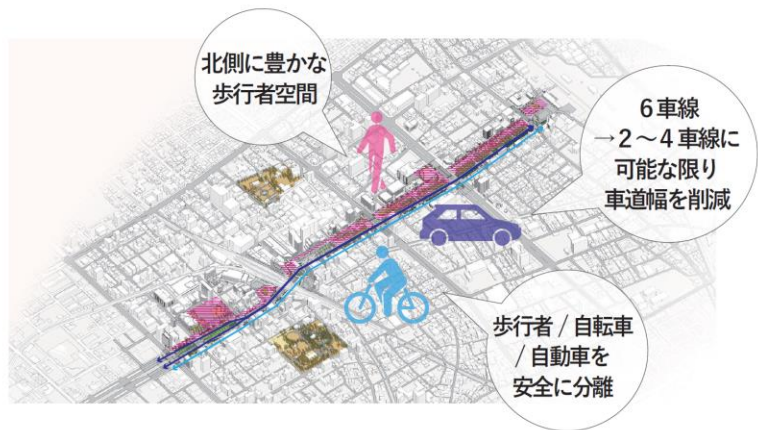 北側に豊かな
歩行者空間
6車線
→2～4車線に
可能な限り
車道幅を削減
歩行者/自転車
/自動車を
安全に分離